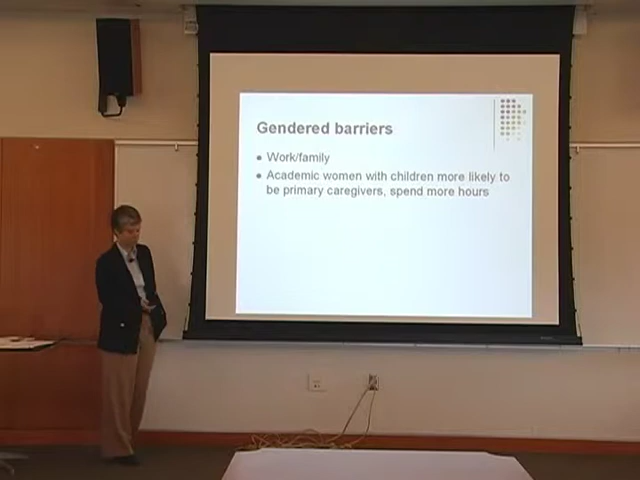 Gendered barriers
● Work/family
● Academic women with children more likely to
be primary caregivers, spend more hours